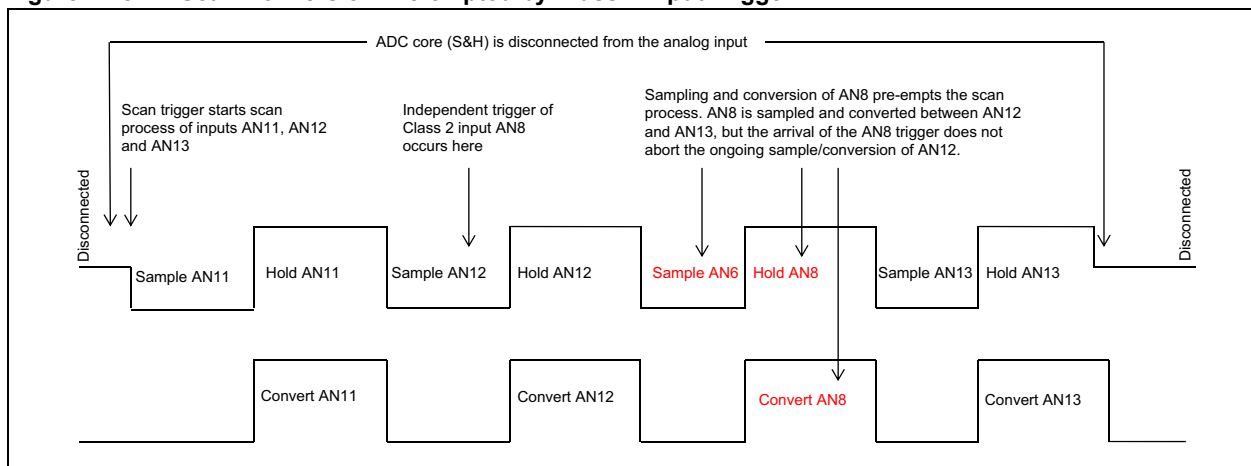 ADC core (S&H) is disconnected from the analog input
Scan trigger starts scan
process of inputs AN11, AN12
and AN13
Independent trigger of
Class 2 input AN8
occurs here
Sampling and conversion of AN8 pre-empts the scan
process. AN8 is sampled and converted between AN12
and AN13, but the arrival of the AN8 trigger does not
abort the ongoing sample/conversion of AN12.
Disconnected
Sample AN11
Hold AN11
Sample AN12
Hold AN12
Sample AN6
Hold AN8
Sample AN13
Hold AN13
Disconnected
Convert AN11
Convert AN12
Convert AN8
Convert AN13